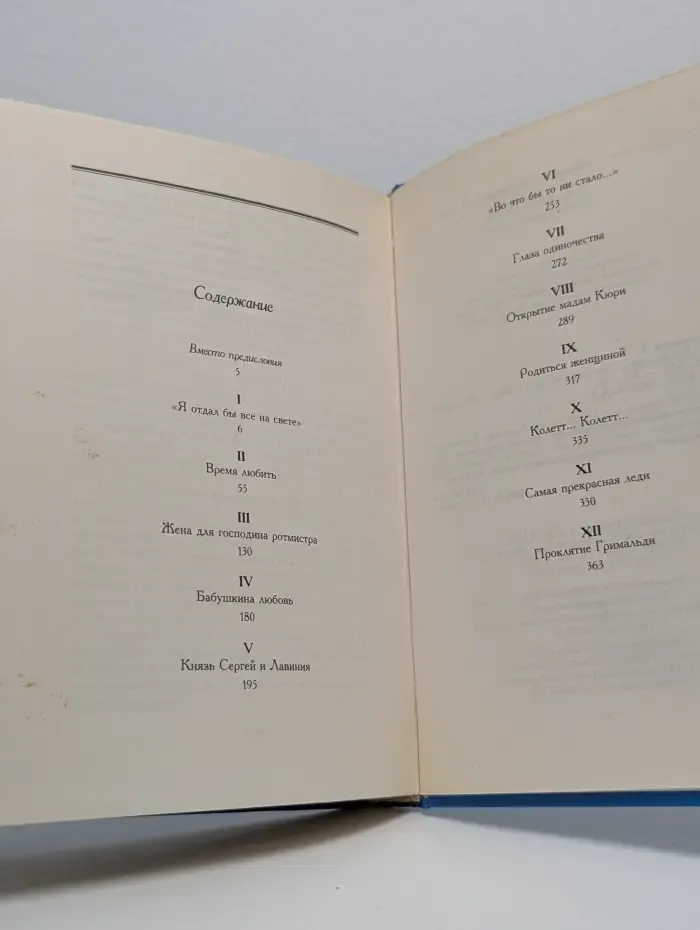 Содержание
Вместо предисловия
5
I
«Я отдал бы все на свете»
6
II
Время любить
55
III
Жена для господина ротмистра
130
IV
Бабушкина любовь
180
V
Князь Сергей и Лавиния
195
VI
«Во что бы то ни стало...»
253
VII
Глаза одиночества
272
VIII
Открытие мадам Кюри
289
IX
Родиться женщиной
317
X
Колетт... Колетт...
335
XI
Самая прекрасная леди
350
XII
Проклятие Гримальди
363